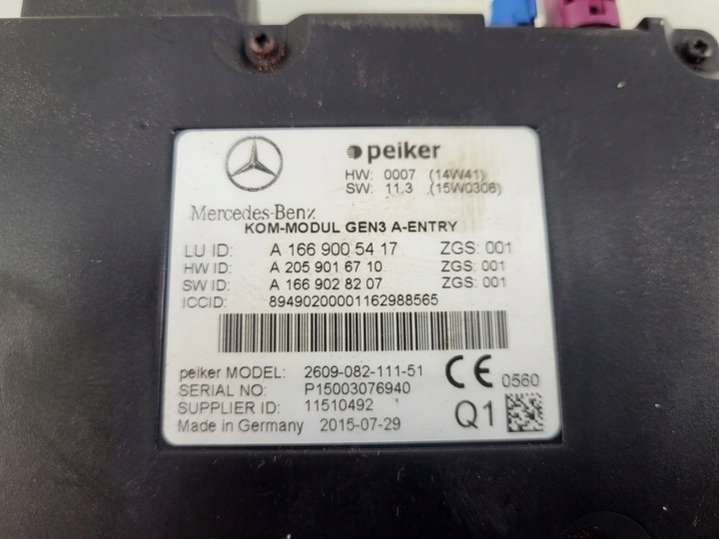 peiker
HW: 0007 (14W41)
SW: 11.3 (15W0306)
Mercedes-Benz
KOM-MODUL GEN3 A-ENTRY
LU ID: A 166 900 54 17 ZGS: 001
HW ID: A 205 901 67 10 ZGS: 001
SW ID: A 166 902 82 07 ZGS: 001
ICCID: 89490200001162988565
peiker MODEL: 2609-082-111-51
SERIAL NO: P15003076940
SUPPLIER ID: 11510492
Made in Germany 2015-07-29
CE 0560
Q1